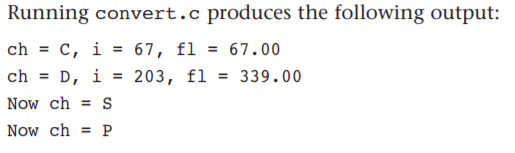 Running convert.c produces the following output:
ch = C, i = 67, fl = 67.00
ch = D, i = 203, fl = 339.00
Now ch = S
Now ch = P